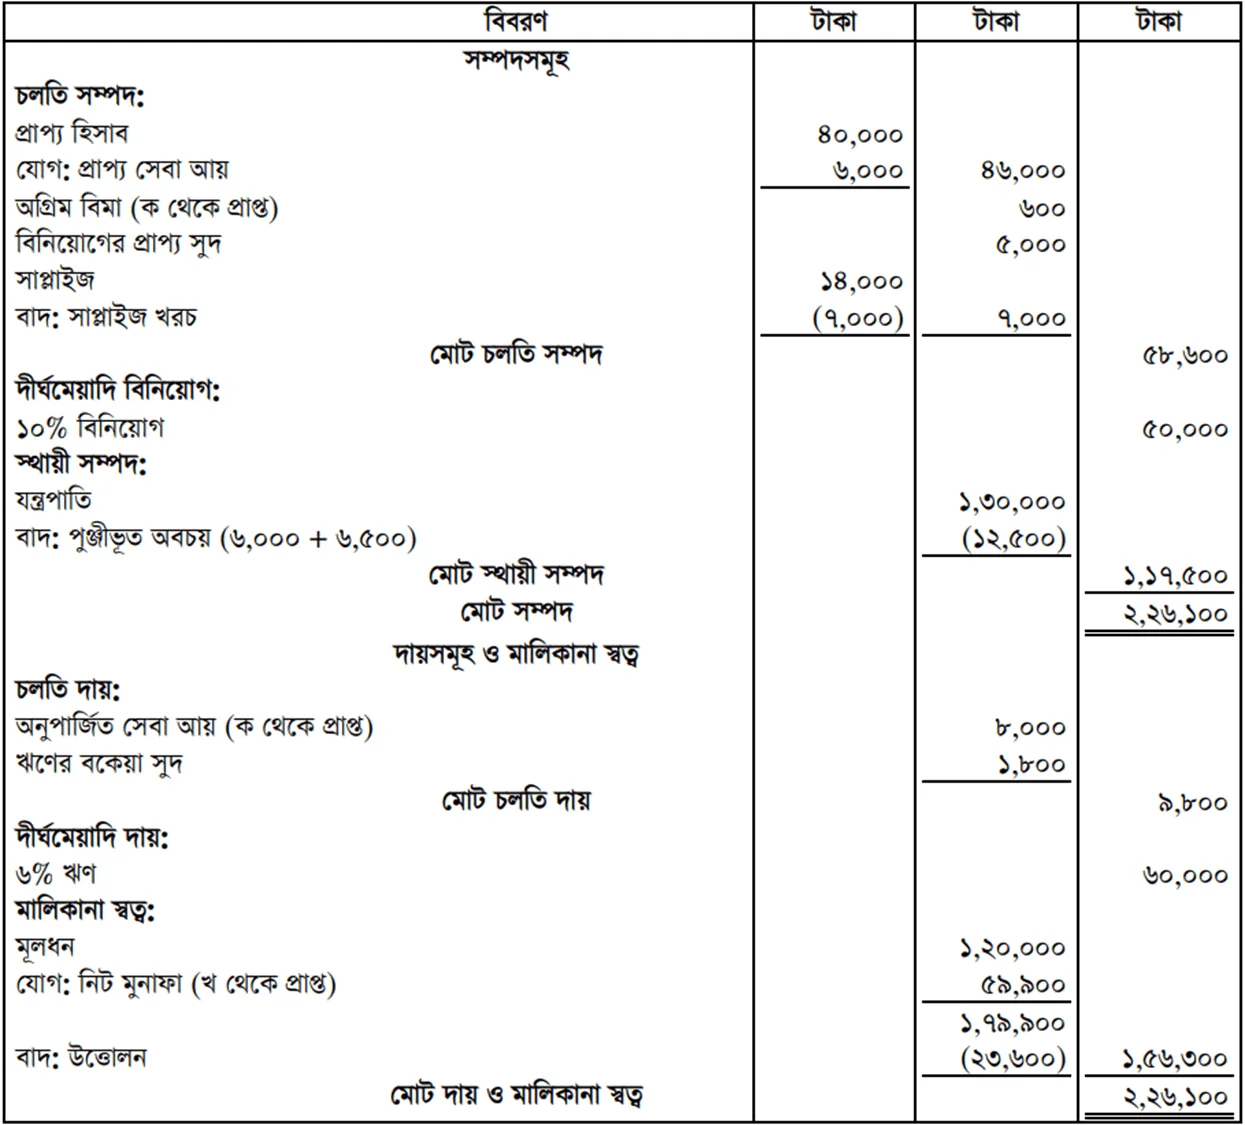 বিবরণ টাকা টাকা টাকা
সম্পদসমূহ
চলতি সম্পদ:
প্রাপ্য হিসাব ৪০,০০০
যোগ: প্রাপ্য সেবা আয় ৬,০০০ ৪৬,০০০
অগ্রিম বিমা (ক থেকে প্রাপ্ত) ৬০০
বিনিয়োগের প্রাপ্য সুদ ৫,০০০
সাপ্লাইজ ১৪,০০০
বাদ: সাপ্লাইজ খরচ (৭,০০০) ৭,০০০
মোট চলতি সম্পদ ৫৮,৬০০
দীর্ঘমেয়াদি বিনিয়োগ:
১০% বিনিয়োগ ৫০,০০০
স্থায়ী সম্পদ:
যন্ত্রপাতি ১,৩০,০০০
বাদ: পুঞ্জীভূত অবচয় (৬,০০০ + ৬,৫০০) (১২,৫০০)
মোট স্থায়ী সম্পদ ১,১৭,৫০০
মোট সম্পদ ২,২৬,১০০
দায়সমূহ ও মালিকানা স্বত্ব
চলতি দায়:
অনুপার্জিত সেবা আয় (ক থেকে প্রাপ্ত) ৮,০০০
ঋণের বকেয়া সুদ ১,৮০০
মোট চলতি দায় ৯,৮০০
দীর্ঘমেয়াদি দায়:
৬% ঋণ ৬০,০০০
মালিকানা স্বত্ব:
মূলধন ১,২০,০০০
যোগ: নিট মুনাফা (খ থেকে প্রাপ্ত) ৫৯,৯০০
১,৭৯,৯০০
বাদ: উত্তোলন (২৩,৬০০) ১,৫৬,৩০০
মোট দায় ও মালিকানা স্বত্ব ২,২৬,১০০